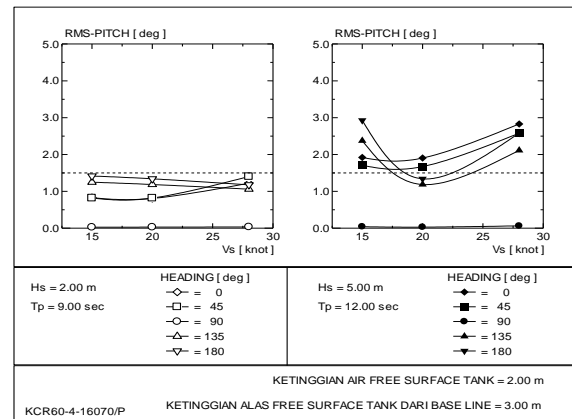 RMS-PITCH [ deg ]
5.0
4.0
3.0
2.0
1.0
0.0
15 20 25 30
Vs [ knot ]
RMS-PITCH [ deg ]
5.0
4.0
3.0
2.0
1.0
0.0
15 20 25 30
Vs [ knot ]
Hs = 2.00 m
Tp = 9.00 sec
HEADING [ deg ]
= 0
= 45
= 90
= 135
= 180
Hs = 5.00 m
Tp = 12.00 sec
HEADING [ deg ]
= 0
= 45
= 90
= 135
= 180
KETINGGIAN AIR FREE SURFACE TANK = 2.00 m
KCR60-4-16070/P KETINGGIAN ALAS FREE SURFACE TANK DARI BASE LINE = 3.00 m